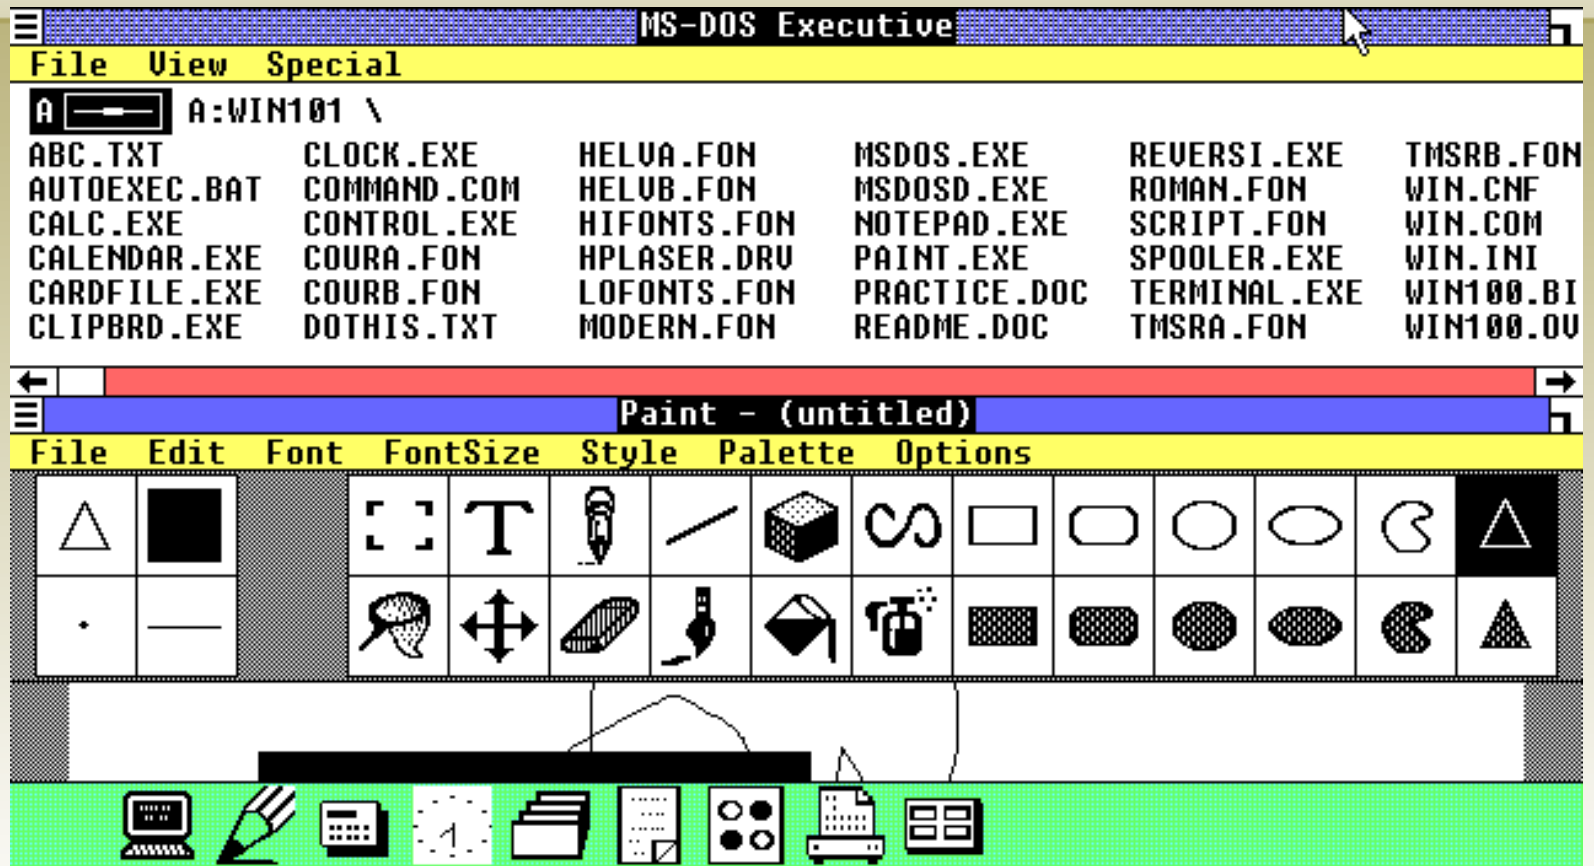 MS-DOS Executive
File View Special
A A:WIN101 \
ABC.TXT CLOCK.EXE HELVA.FON MSDOS.EXE REVERSI.EXE TMSRB.FON
AUTOEXEC.BAT COMMAND.COM HELVB.FON MSDOSD.EXE ROMAN.FON WIN.CNF
CALC.EXE CONTROL.EXE HIFONTS.FON NOTEPAD.EXE SCRIPT.FON WIN.COM
CALENDAR.EXE COURA.FON HPLASER.DRV PAINT.EXE SPOOLER.EXE WIN.INI
CARDFILE.EXE COURB.FON LOFONTS.FON PRACTICE.DOC TERMINAL.EXE WIN100.BI
CLIPBRD.EXE DOTHIS.TXT MODERN.FON README.DOC TMSRA.FON WIN100.OV
Paint - (untitled)
File Edit Font FontSize Style Palette Options
T